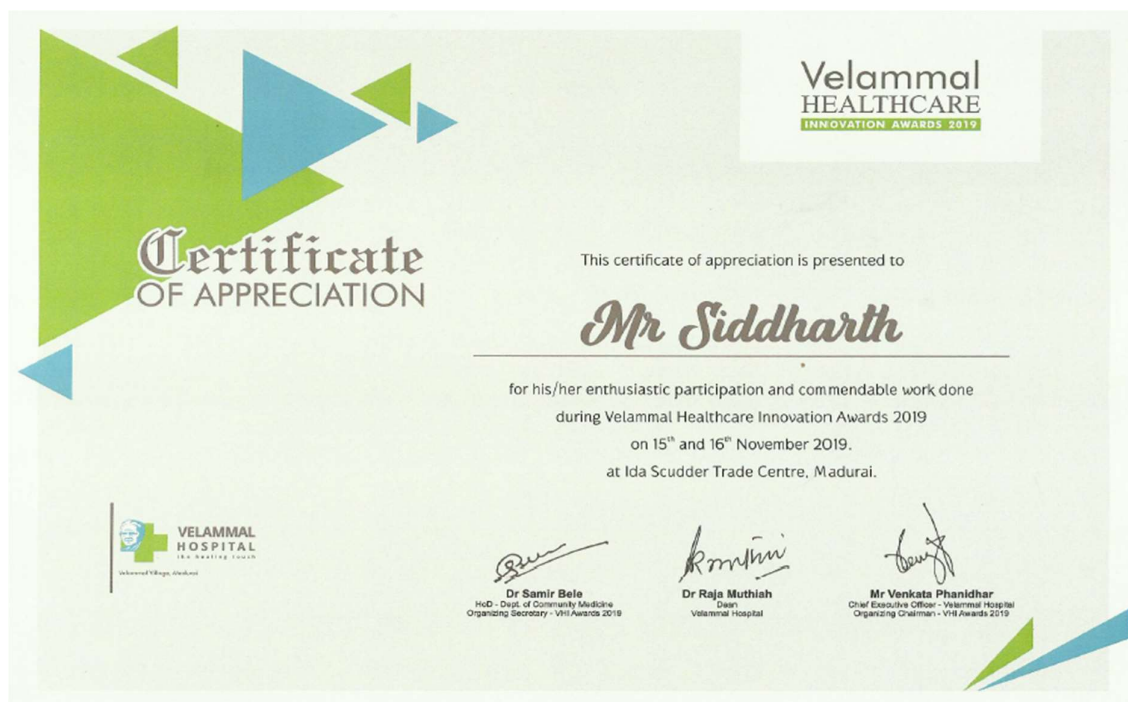 Velammal
HEALTHCARE
INNOVATION AWARDS 2019
Certificate
OF APPRECIATION
This certificate of appreciation is presented to
Mr Siddharth
for his/her enthusiastic participation and commendable work done
during Velammal Healthcare Innovation Awards 2019
on 15th and 16th November 2019.
at Ida Scudder Trade Centre, Madurai.
VELAMMAL
HOSPITAL
the healing touch
Velammal Village, Madurai
Dr Samir Bele
HoD - Dept. of Community Medicine
Organizing Secretary - VHI Awards 2019
Dr Raja Muthiah
Dean
Velammal Hospital
Mr Venkata Phanidhar
Chief Executive Officer - Velammal Hospital
Organizing Chairman - VHI Awards 2019